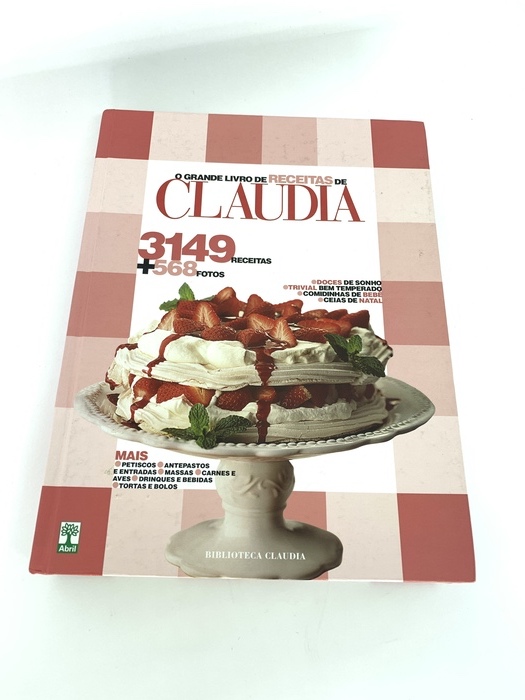 O GRANDE LIVRO DE RECEITAS DE
CLAUDIA
3149 RECEITAS
+568 FOTOS
DOCES DE SONHO
TRIVIAL BEM TEMPERADO
COMIDINHAS DE BEBÊ
CEIAS DE NATAL
MAIS
PETISCOS ANTEPASTOS
E ENTRADAS MASSAS CARNES E
AVES DRINQUES E BEBIDAS
TORTAS E BOLOS
Abril
BIBLIOTECA CLAUDIA